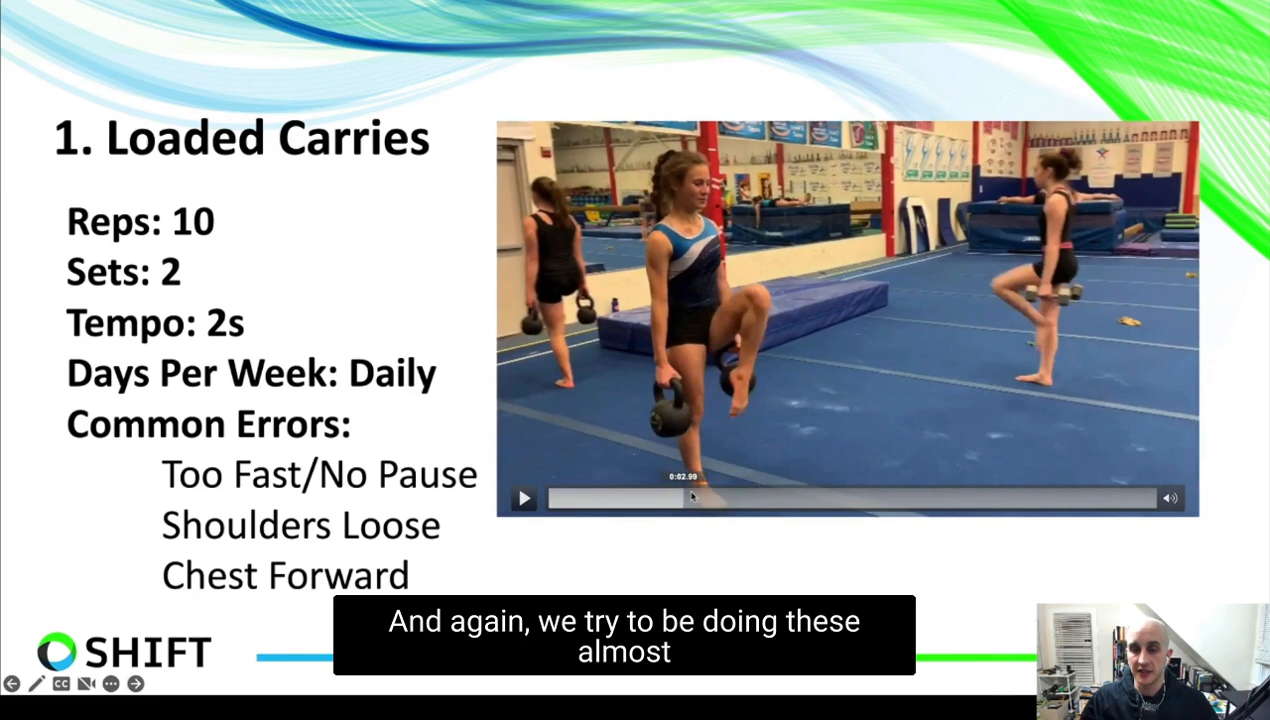 1. Loaded Carries
Reps: 10
Sets: 2
Tempo: 2s
Days Per Week: Daily
Common Errors:
Too Fast/No Pause
Shoulders Loose
Chest Forward
0:02.99
SHIFT
CC
And again, we try to be doing these
almost